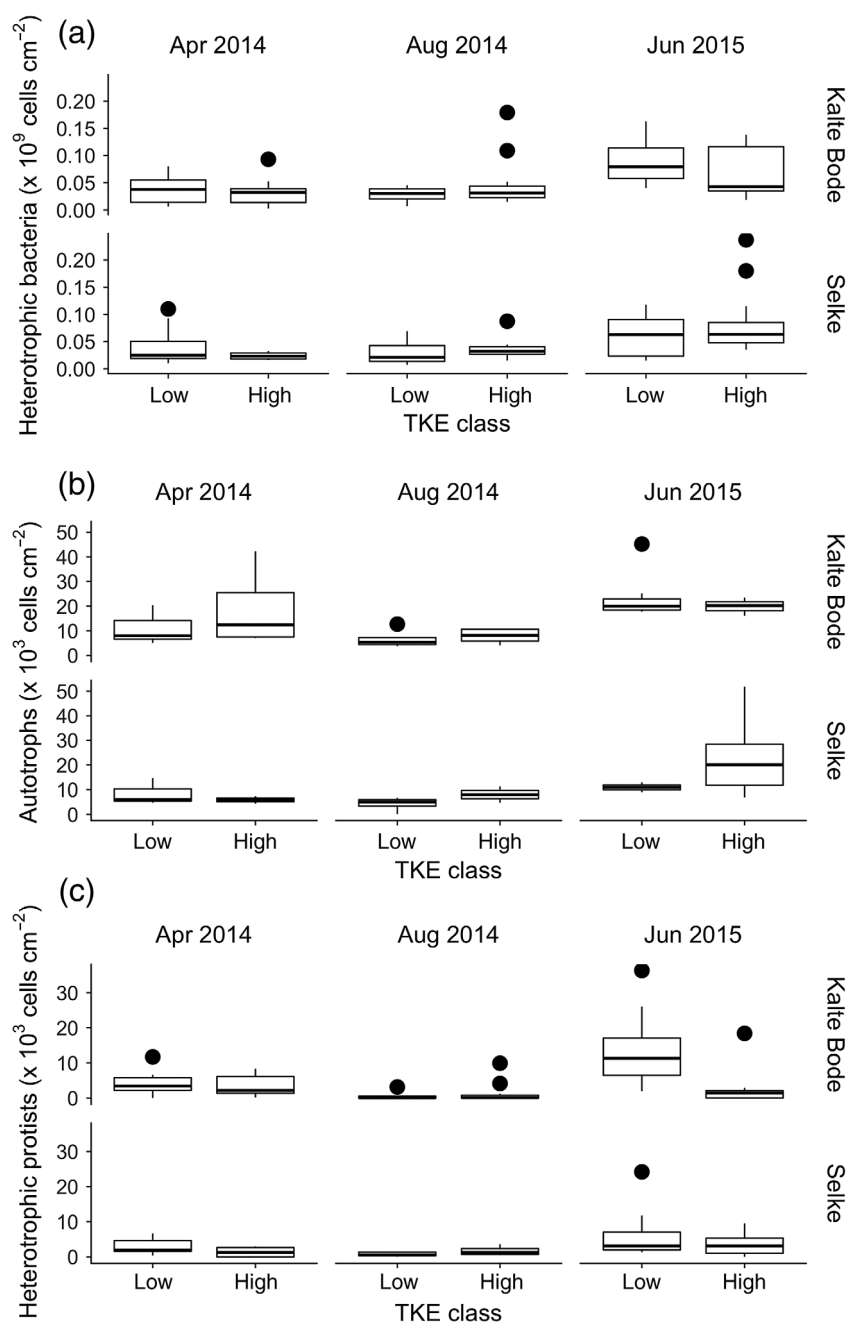 (a)
Apr 2014 Aug 2014 Jun 2015
Heterotrophic bacteria (x 10⁹ cells cm⁻²)
0.20
0.15
0.10
0.05
0.00
Kalte Bode
0.20
0.15
0.10
0.05
0.00
Selke
Low High Low High Low High
TKE class
(b)
Apr 2014 Aug 2014 Jun 2015
Autotrophs (x 10³ cells cm⁻²)
50
40
30
20
10
0
Kalte Bode
50
40
30
20
10
0
Selke
Low High Low High Low High
TKE class
(c)
Apr 2014 Aug 2014 Jun 2015
Heterotrophic protists (x 10³ cells cm⁻²)
30
20
10
0
Kalte Bode
30
20
10
0
Selke
Low High Low High Low High
TKE class